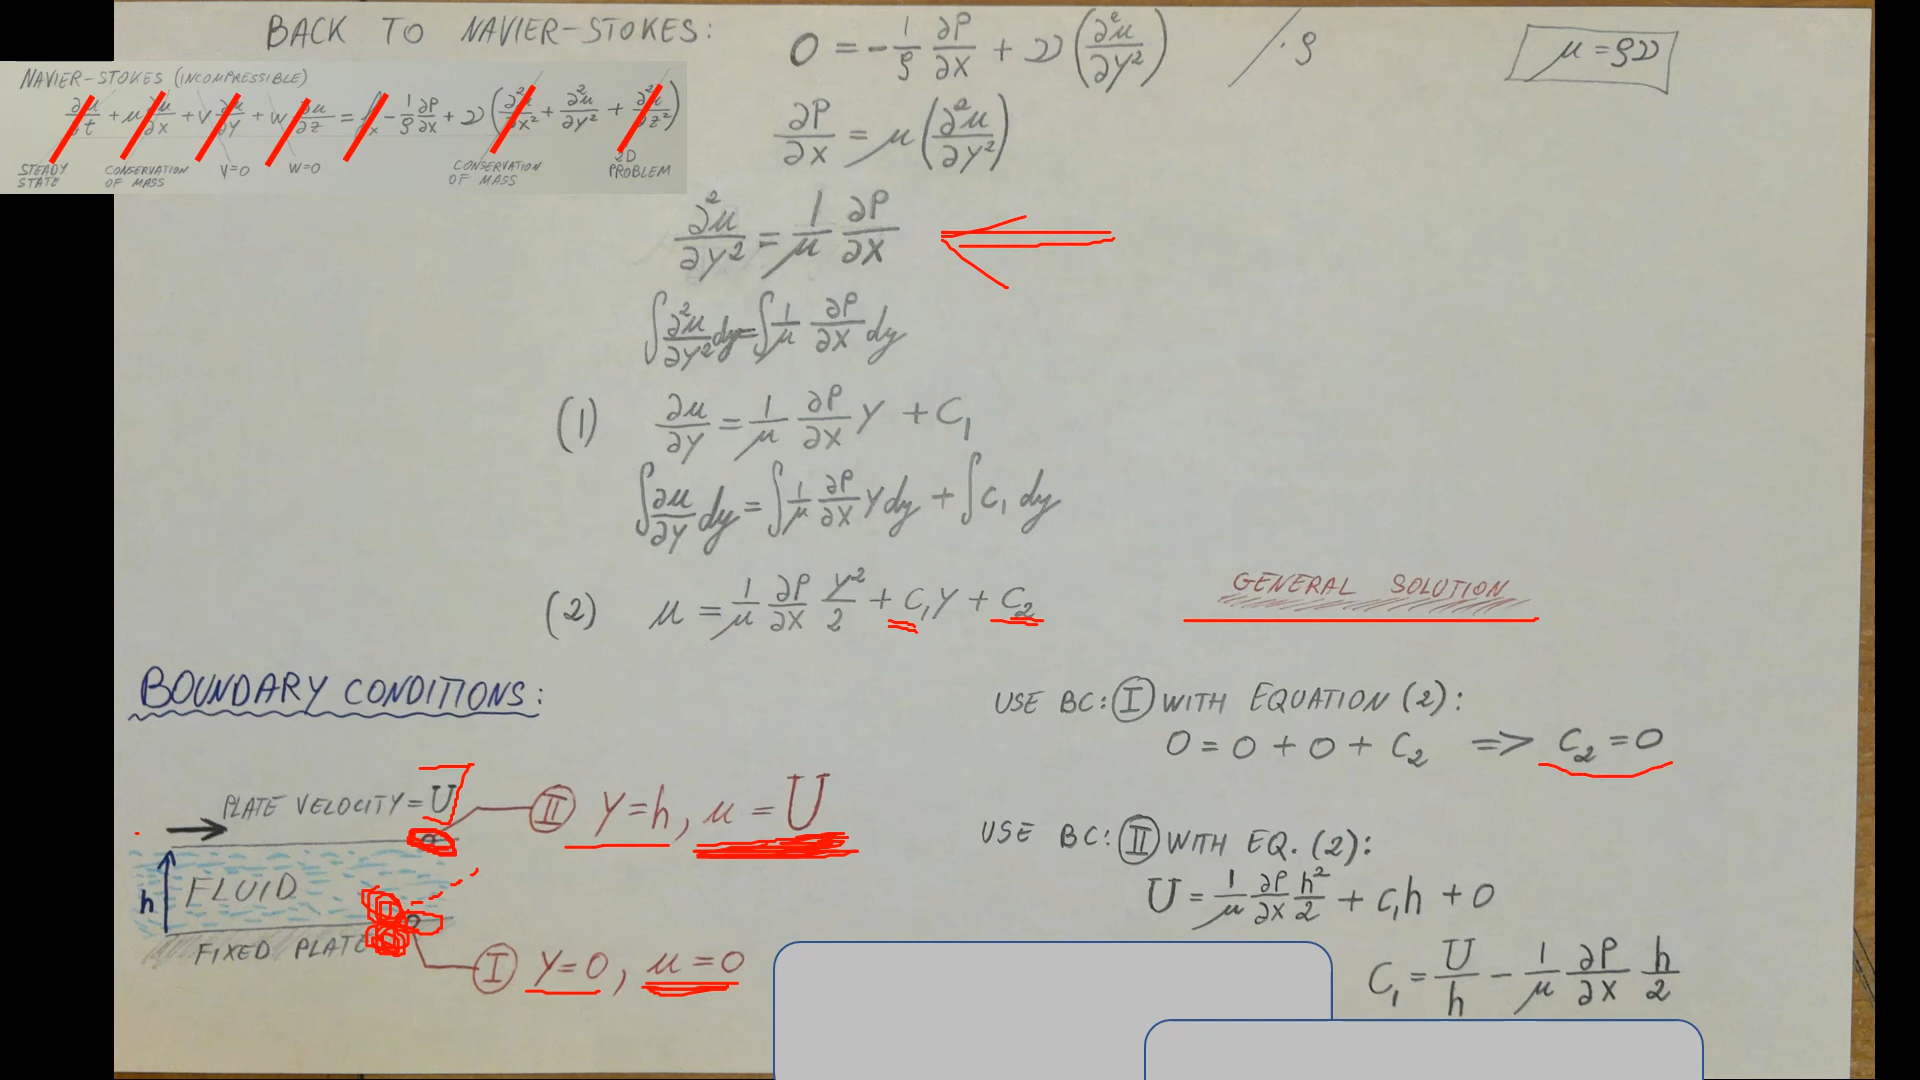 BACK TO NAVIER-STOKES: 0 = -1/ρ ∂P/∂x + ν(∂²u/∂y²) / ·ρ
μ = ρν
NAVIER-STOKES (INCOMPRESSIBLE)
∂u/∂t + u ∂u/∂x + v ∂u/∂y + w ∂u/∂z = fx - 1/ρ ∂P/∂x + ν(∂²u/∂x² + ∂²u/∂y² + ∂²u/∂z²)
STEADY STATE
CONSERVATION OF MASS
V=0
W=0
CONSERVATION OF MASS
2D PROBLEM
∂P/∂x = μ(∂²u/∂y²)
∂²u/∂y² = 1/μ ∂P/∂x
∫ ∂²u/∂y² dy = ∫ 1/μ ∂P/∂x dy
(1) ∂u/∂y = 1/μ ∂P/∂x y + C₁
∫ ∂u/∂y dy = ∫ 1/μ ∂P/∂x y dy + ∫ C₁ dy
(2) u = 1/μ ∂P/∂x y²/2 + C₁y + C₂
GENERAL SOLUTION
BOUNDARY CONDITIONS:
PLATE VELOCITY = U
II y=h, u = U
h
FLUID
FIXED PLATE
I y=0, u=0
USE BC: I WITH EQUATION (2):
0 = 0 + 0 + C₂ => C₂ = 0
USE BC: II WITH EQ. (2):
U = 1/μ ∂P/∂x h²/2 + C₁h + 0
C₁ = U/h - 1/μ ∂P/∂x h/2